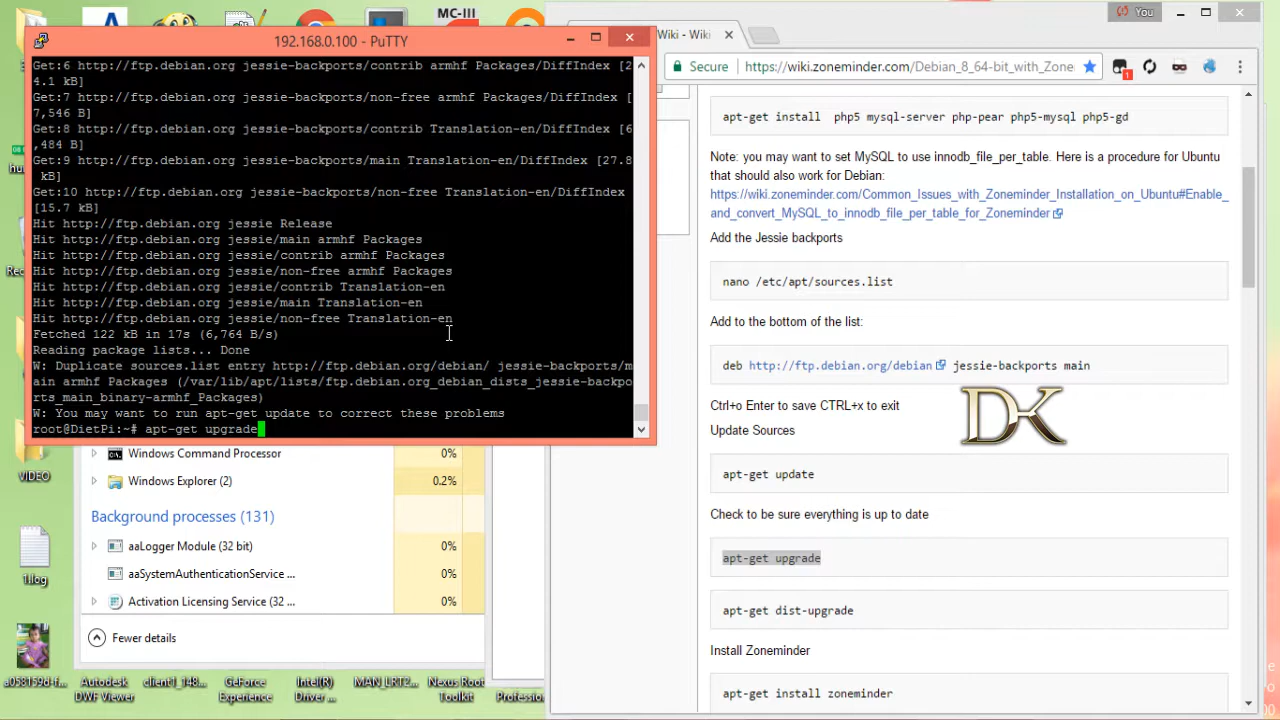 MC-III
You
192.168.0.100 - PuTTY
Wiki - Wiki
Secure
https://wiki.zoneminder.com/Debian_8_64-bit_with_Zone
1
Get:6 http://ftp.debian.org jessie-backports/contrib armhf Packages/DiffIndex [2
4.1 kB]
Get:7 http://ftp.debian.org jessie-backports/non-free armhf Packages/DiffIndex [
7,546 B]
Get:8 http://ftp.debian.org jessie-backports/contrib Translation-en/DiffIndex [6
,484 B]
Get:9 http://ftp.debian.org jessie-backports/main Translation-en/DiffIndex [27.8
kB]
Get:10 http://ftp.debian.org jessie-backports/non-free Translation-en/DiffIndex
[15.7 kB]
Hit http://ftp.debian.org jessie Release
Hit http://ftp.debian.org jessie/main armhf Packages
Hit http://ftp.debian.org jessie/contrib armhf Packages
Hit http://ftp.debian.org jessie/non-free armhf Packages
Hit http://ftp.debian.org jessie/contrib Translation-en
Hit http://ftp.debian.org jessie/main Translation-en
Hit http://ftp.debian.org jessie/non-free Translation-en
Fetched 122 kB in 17s (6,764 B/s)
Reading package lists... Done
W: Duplicate sources.list entry http://ftp.debian.org/debian/ jessie-backports/m
ain armhf Packages (/var/lib/apt/lists/ftp.debian.org_debian_dists_jessie-backpo
rts_main_binary-armhf_Packages)
W: You may want to run apt-get update to correct these problems
root@DietPi:~# apt-get upgrade
apt-get install  php5 mysql-server php-pear php5-mysql php5-gd
Note: you may want to set MySQL to use innodb_file_per_table. Here is a procedure for Ubuntu
that should also work for Debian:
https://wiki.zoneminder.com/Common_Issues_with_Zoneminder_Installation_on_Ubuntu#Enable_
and_convert_MySQL_to_innodb_file_per_table_for_Zoneminder
Add the Jessie backports
nano /etc/apt/sources.list
Add to the bottom of the list:
deb http://ftp.debian.org/debian jessie-backports main
Ctrl+o Enter to save CTRL+x to exit
DK
Update Sources
apt-get update
Check to be sure everything is up to date
apt-get upgrade
apt-get dist-upgrade
Install Zoneminder
apt-get install zoneminder
Windows Command Processor 0%
Windows Explorer (2) 0.2%
Background processes (131)
aaLogger Module (32 bit) 0%
aaSystemAuthenticationService ... 0%
Activation Licensing Service (32 ... 0%
Fewer details
VIDEO
1.log
a058159d-f...
Autodesk
DWF Viewer
client1_148...
GeForce
Experience
Intel(R)
Driver ...
MAN_LRT2...
Nexus Root
Toolkit
Profession